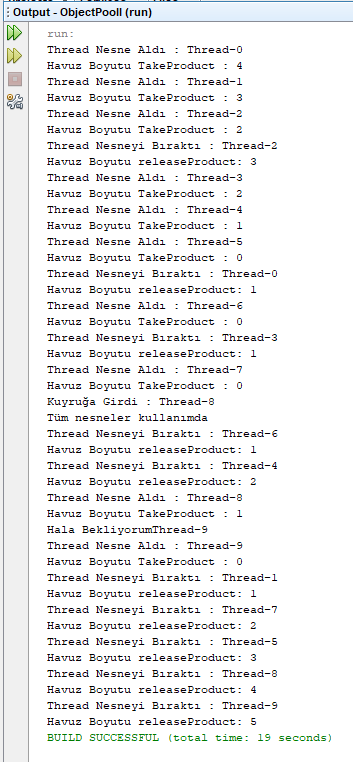 Output - ObjectPooll (run)
run:
Thread Nesne Aldı : Thread-0
Havuz Boyutu TakeProduct : 4
Thread Nesne Aldı : Thread-1
Havuz Boyutu TakeProduct : 3
Thread Nesne Aldı : Thread-2
Havuz Boyutu TakeProduct : 2
Thread Nesneyi Bıraktı : Thread-2
Havuz Boyutu releaseProduct: 3
Thread Nesne Aldı : Thread-3
Havuz Boyutu TakeProduct : 2
Thread Nesne Aldı : Thread-4
Havuz Boyutu TakeProduct : 1
Thread Nesne Aldı : Thread-5
Havuz Boyutu TakeProduct : 0
Thread Nesneyi Bıraktı : Thread-0
Havuz Boyutu releaseProduct: 1
Thread Nesne Aldı : Thread-6
Havuz Boyutu TakeProduct : 0
Thread Nesneyi Bıraktı : Thread-3
Havuz Boyutu releaseProduct: 1
Thread Nesne Aldı : Thread-7
Havuz Boyutu TakeProduct : 0
Kuyruğa Girdi : Thread-8
Tüm nesneler kullanımda
Thread Nesneyi Bıraktı : Thread-6
Havuz Boyutu releaseProduct: 1
Thread Nesneyi Bıraktı : Thread-4
Havuz Boyutu releaseProduct: 2
Thread Nesne Aldı : Thread-8
Havuz Boyutu TakeProduct : 1
Hala BekliyorumThread-9
Thread Nesne Aldı : Thread-9
Havuz Boyutu TakeProduct : 0
Thread Nesneyi Bıraktı : Thread-1
Havuz Boyutu releaseProduct: 1
Thread Nesneyi Bıraktı : Thread-7
Havuz Boyutu releaseProduct: 2
Thread Nesneyi Bıraktı : Thread-5
Havuz Boyutu releaseProduct: 3
Thread Nesneyi Bıraktı : Thread-8
Havuz Boyutu releaseProduct: 4
Thread Nesneyi Bıraktı : Thread-9
Havuz Boyutu releaseProduct: 5
BUILD SUCCESSFUL (total time: 19 seconds)